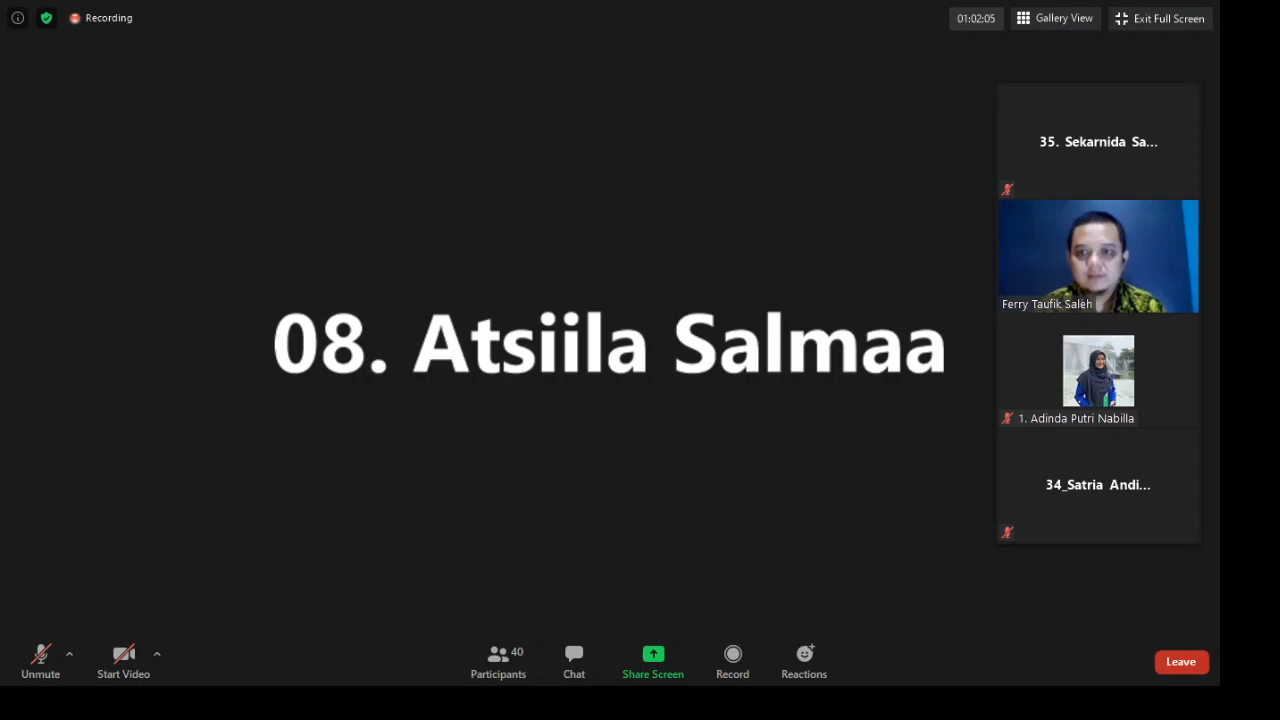 Recording
01:02:05
Gallery View
Exit Full Screen
35. Sekarnida Sa...
Ferry Taufik Saleh
1. Adinda Putri Nabilla
34_Satria Andi...
08. Atsiila Salmaa
Unmute
Start Video
40
Participants
Chat
Share Screen
Record
Reactions
Leave